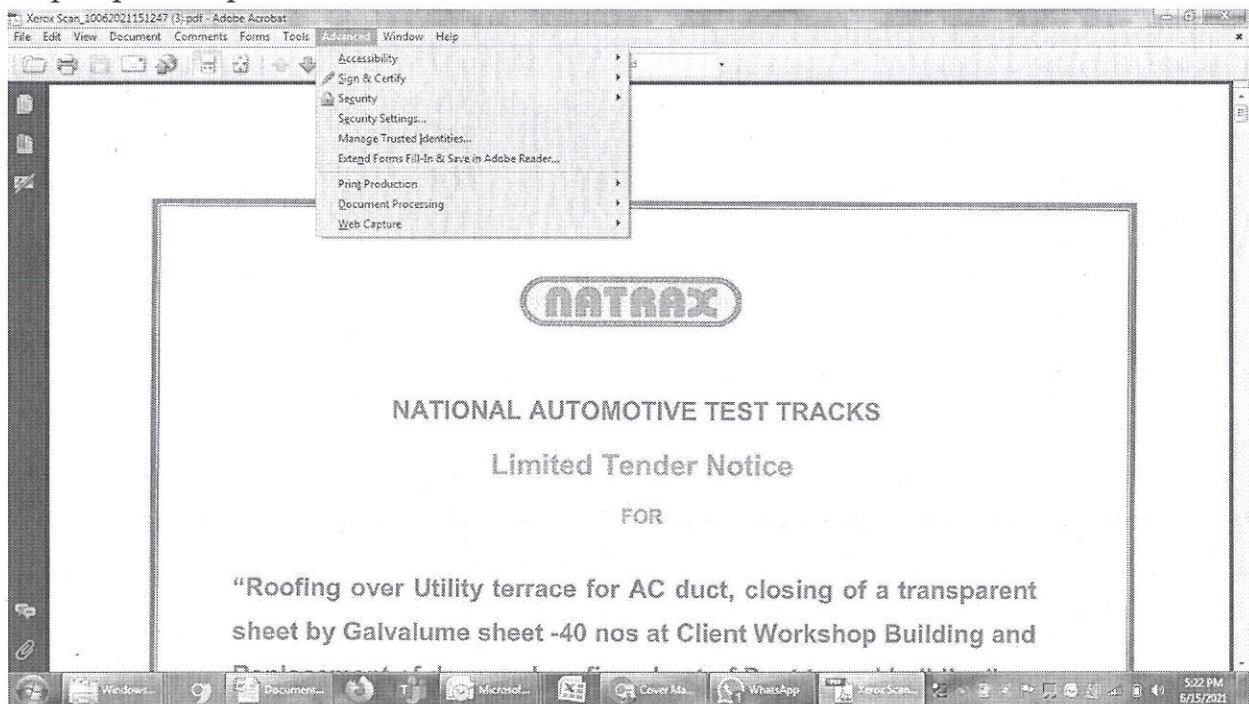 Xerox Scan_10062021151247 (3).pdf - Adobe Acrobat
File Edit View Document Comments Forms Tools Advanced Window Help
Accessibility
Sign & Certify
Security
Security Settings...
Manage Trusted Identities...
Extend Forms Fill-In & Save in Adobe Reader...
Print Production
Document Processing
Web Capture
NATRAX
NATIONAL AUTOMOTIVE TEST TRACKS
Limited Tender Notice
FOR
“Roofing over Utility terrace for AC duct, closing of a transparent
sheet by Galvalume sheet -40 nos at Client Workshop Building and
Windows... Document... Microsof... Cover Ma... WhatsApp Xerox Scan...
5:22 PM
6/15/2021